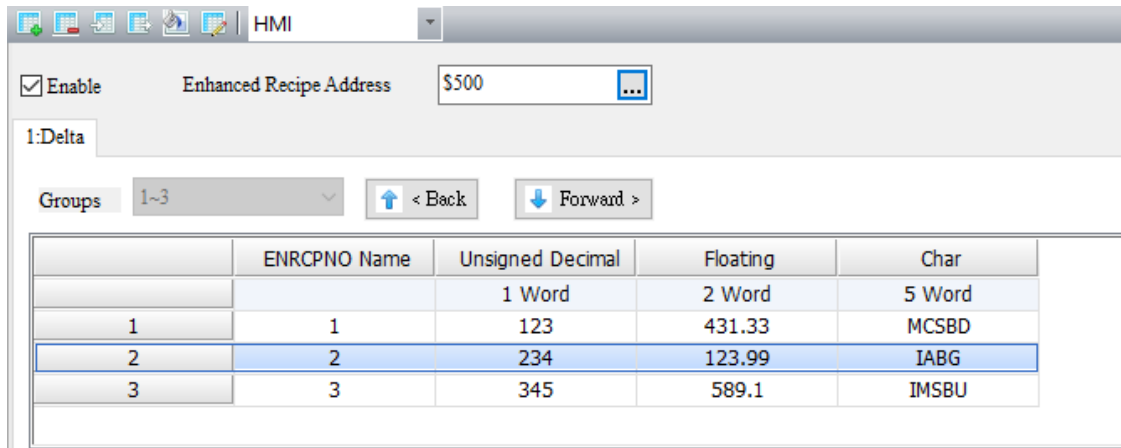 HMI
Enable Enhanced Recipe Address $500 ...
1:Delta
Groups 1~3 < Back Forward >
ENRCPNO Name Unsigned Decimal Floating Char
1 Word 2 Word 5 Word
1 1 123 431.33 MCSBD
2 2 234 123.99 IABG
3 3 345 589.1 IMSBU